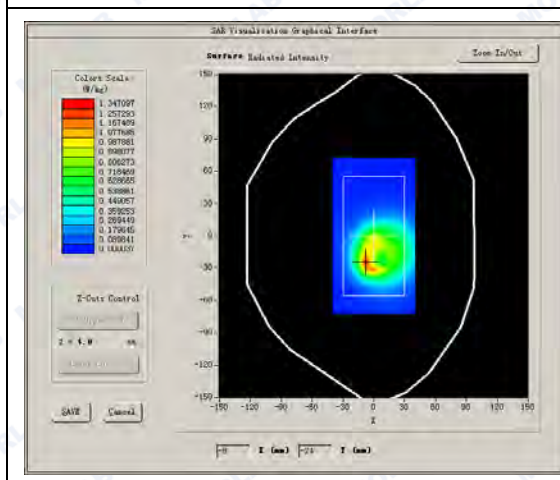 SAR Visualisation Graphical Interface
Surface Radiated Intensity
Zoom In/Out
Colors Scale
(W/kg)
1.347097
1.257293
1.167489
1.077685
0.987881
0.898077
0.808273
0.718469
0.628665
0.538861
0.449057
0.359253
0.269449
0.179645
0.089841
0.000037
150
120
90
60
30
0
-30
-60
-90
-120
-150
Y
-150 -120 -90 -60 -30 0 30 60 90 120 150
X
Z-Cuts Control
Z = 4.0 mm
SAVE Cancel
-8 X (mm) -24 Y (mm)